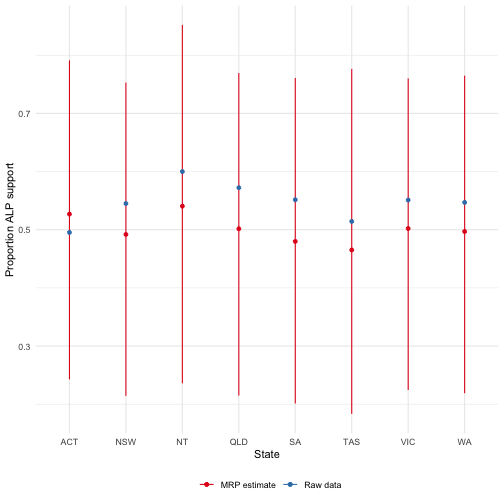 Proportion ALP support
0.7
0.5
0.3
ACT NSW NT QLD SA TAS VIC WA
State
MRP estimate Raw data